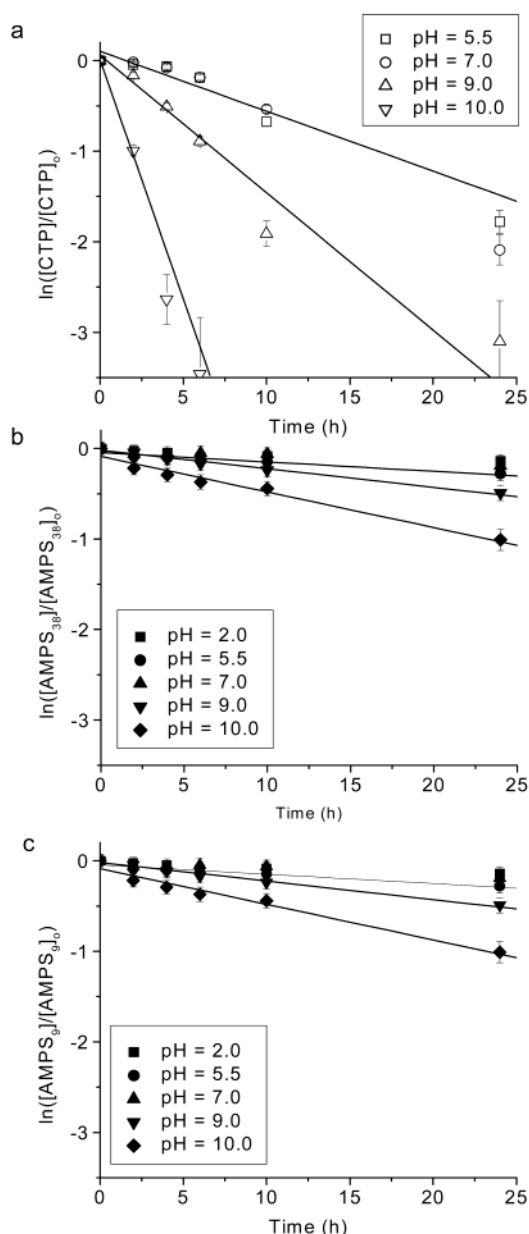 a
pH = 5.5
pH = 7.0
pH = 9.0
pH = 10.0
ln([CTP]/[CTP]o)
0
-1
-2
-3
0 5 10 15 20 25
Time (h)
b
ln([AMPS38]/[AMPS38]o)
0
-1
-2
-3
pH = 2.0
pH = 5.5
pH = 7.0
pH = 9.0
pH = 10.0
0 5 10 15 20 25
Time (h)
c
ln([AMPS9]/[AMPS9]o)
0
-1
-2
-3
pH = 2.0
pH = 5.5
pH = 7.0
pH = 9.0
pH = 10.0
0 5 10 15 20 25
Time (h)